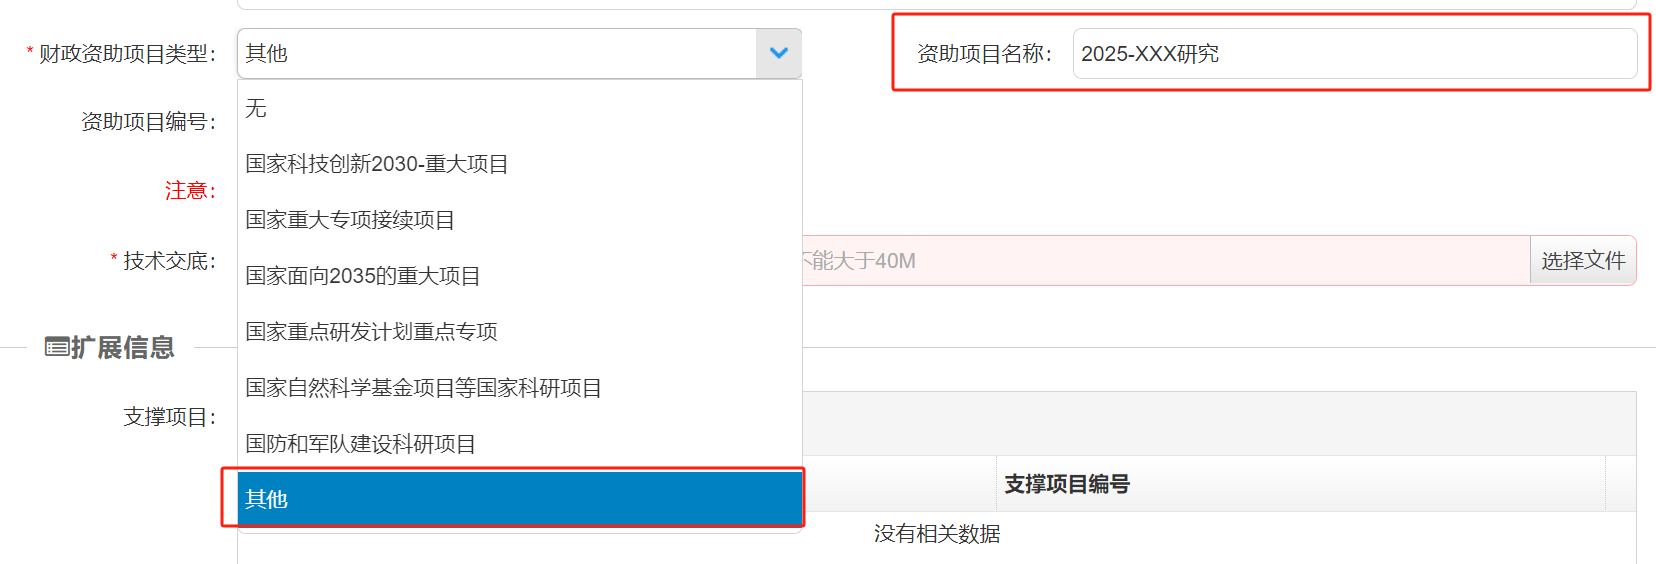 * 财政资助项目类型：
其他
资助项目名称：
2025-XXX研究
无
资助项目编号：
国家科技创新2030-重大项目
注意：
国家重大专项接续项目
* 技术交底：
不能大于40M
选择文件
国家面向2035的重大项目
国家重点研发计划重点专项
扩展信息
国家自然科学基金项目等国家科研项目
支撑项目：
国防和军队建设科研项目
其他
支撑项目编号
没有相关数据